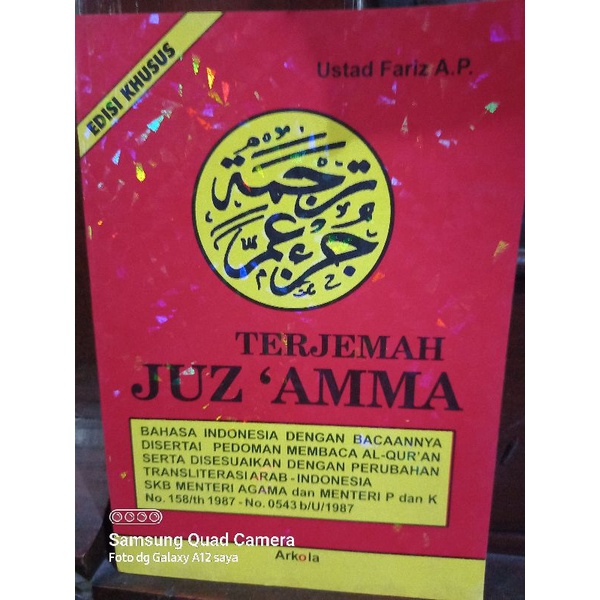 EDISI KHUSUS
Ustad Fariz A.P.
ترجمة
جزء عم
TERJEMAH
JUZ ‘AMMA
BAHASA INDONESIA DENGAN BACAANNYA
DISERTAI PEDOMAN MEMBACA AL-QUR'AN
SERTA DISESUAIKAN DENGAN PERUBAHAN
TRANSLITERASI ARAB - INDONESIA
SKB MENTERI AGAMA dan MENTERI P dan K
No. 158/th 1987 - No. 0543 b/U/1987
Samsung Quad Camera
Foto dg Galaxy A12 saya
Arkola